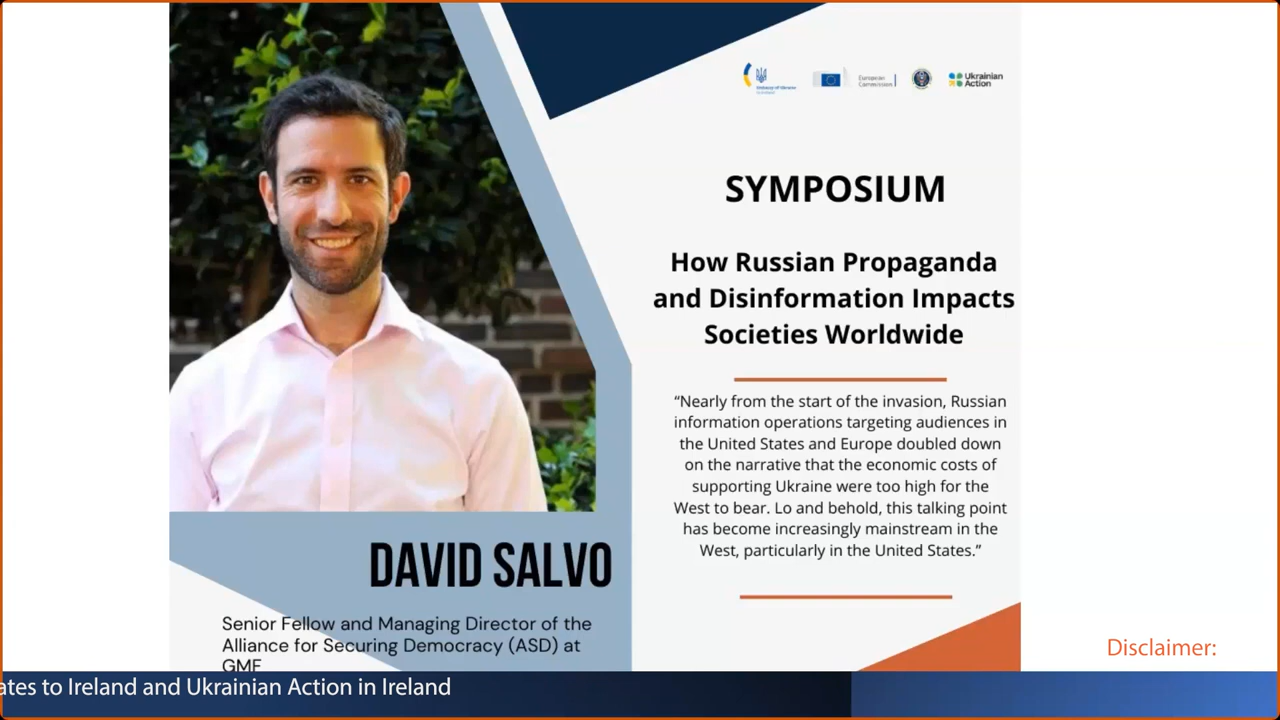 Embassy of Ukraine
European
Commission
Ukrainian
Action
SYMPOSIUM
How Russian Propaganda
and Disinformation Impacts
Societies Worldwide
“Nearly from the start of the invasion, Russian
information operations targeting audiences in
the United States and Europe doubled down
on the narrative that the economic costs of
supporting Ukraine were too high for the
West to bear. Lo and behold, this talking point
has become increasingly mainstream in the
West, particularly in the United States.”
DAVID SALVO
Senior Fellow and Managing Director of the
Alliance for Securing Democracy (ASD) at
GMF
Disclaimer:
ates to Ireland and Ukrainian Action in Ireland